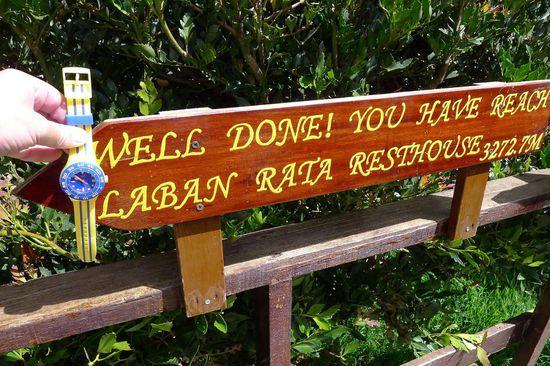 WELL DONE! YOU HAVE REACH
LABAN RATA RESTHOUSE 3272.7M